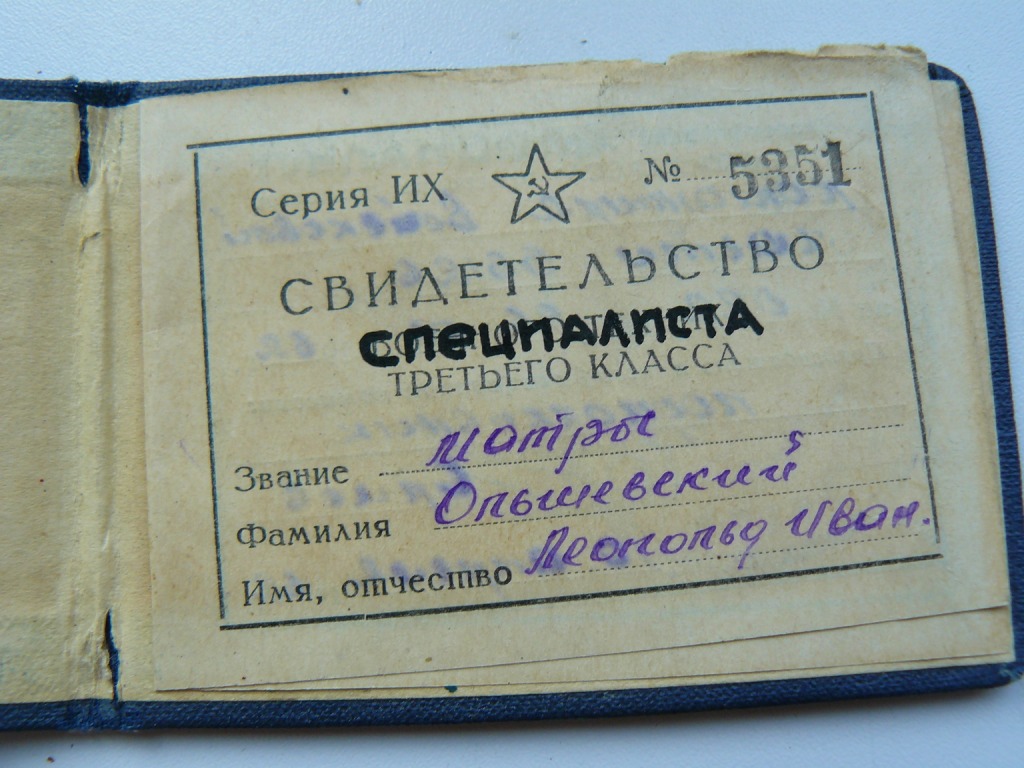 Серия ИХ № 5351
СВИДЕТЕЛЬСТВО
СПЕЦИАЛИСТА
ТРЕТЬЕГО КЛАССА
Звание матрос
Фамилия Ольшевский
Имя, отчество Леопольд Иван.